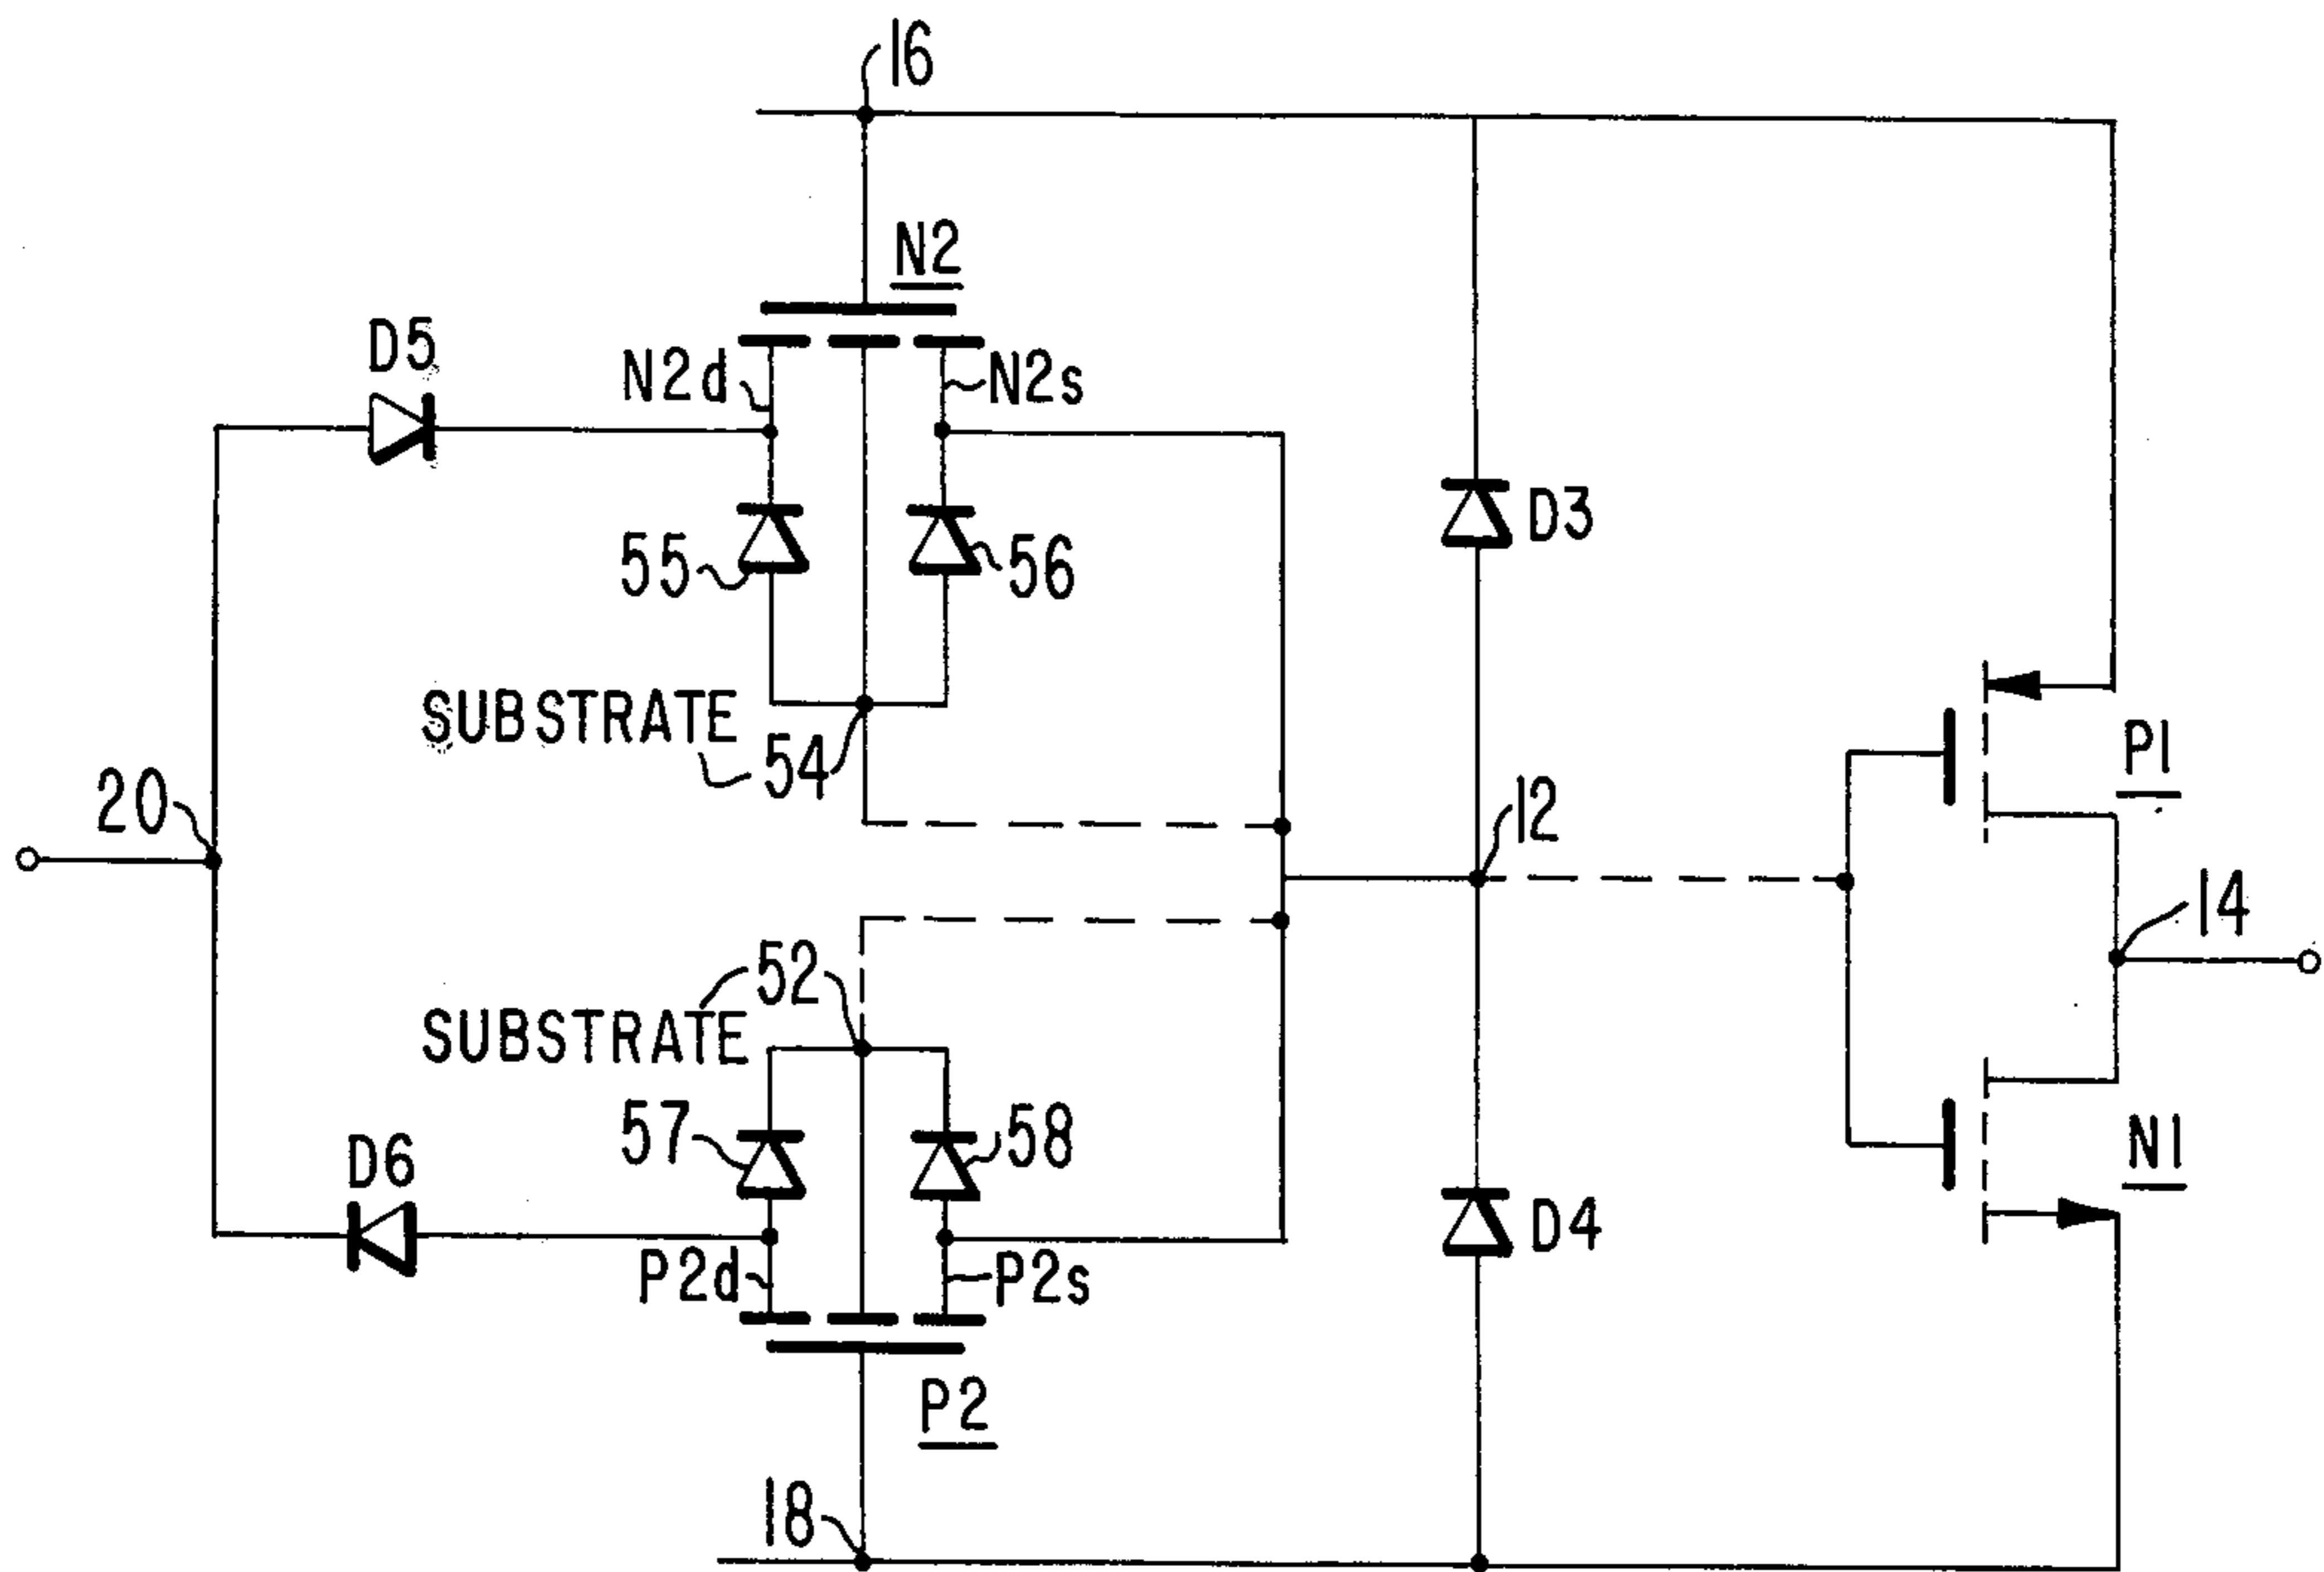 16
N2
D5
N2d
N2s
55
56
D3
SUBSTRATE
54
P1
20
12
14
52
SUBSTRATE
57
58
D6
N1
P2d
P2s
D4
P2
18